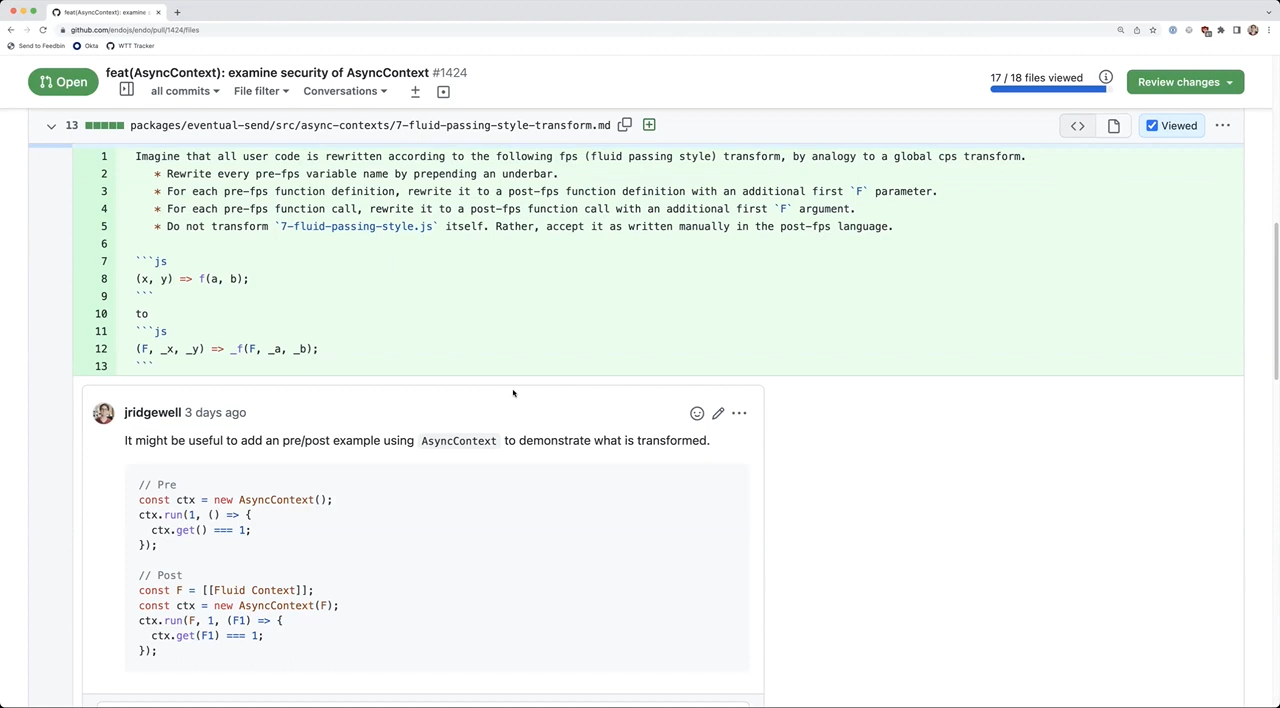 feat(AsyncContext): examine s
github.com/endojs/endo/pull/1424/files
Send to Feedbin Okta WTT Tracker
Open
feat(AsyncContext): examine security of AsyncContext #1424
all commits File filter Conversations
17 / 18 files viewed
Review changes
13 packages/eventual-send/src/async-contexts/7-fluid-passing-style-transform.md
Viewed
1 Imagine that all user code is rewritten according to the following fps (fluid passing style) transform, by analogy to a global cps transform.
2 * Rewrite every pre-fps variable name by prepending an underbar.
3 * For each pre-fps function definition, rewrite it to a post-fps function definition with an additional first `F` parameter.
4 * For each pre-fps function call, rewrite it to a post-fps function call with an additional first `F` argument.
5 * Do not transform `7-fluid-passing-style.js` itself. Rather, accept it as written manually in the post-fps language.
6
7 ```js
8 (x, y) => f(a, b);
9 ```
10 to
11 ```js
12 (F, _x, _y) => _f(F, _a, _b);
13 ```
jridgewell 3 days ago
It might be useful to add an pre/post example using AsyncContext to demonstrate what is transformed.
// Pre
const ctx = new AsyncContext();
ctx.run(1, () => {
ctx.get() === 1;
});
// Post
const F = [[Fluid Context]];
const ctx = new AsyncContext(F);
ctx.run(F, 1, (F1) => {
ctx.get(F1) === 1;
});